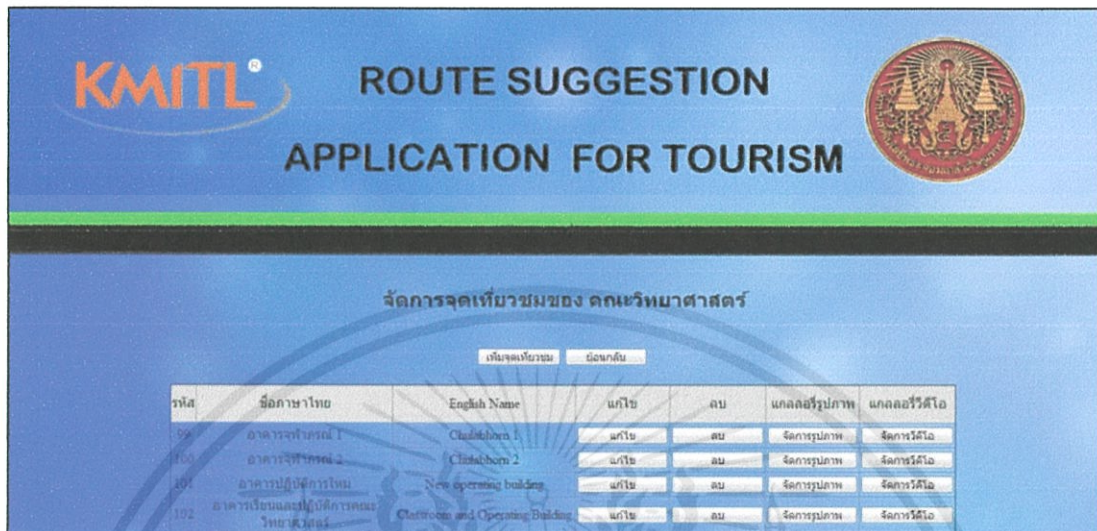 KMITL®
ROUTE SUGGESTION
APPLICATION FOR TOURISM
จัดการจุดเที่ยวชมของ คณะวิทยาศาสตร์
เพิ่มจุดเที่ยวชม ย้อนกลับ
รหัส ชื่อภาษาไทย English Name แก้ไข ลบ แกลลอรี่รูปภาพ แกลลอรี่วีดีโอ
99 อาคารจุฬาภรณ์ 1 Chulabhorn 1 แก้ไข ลบ จัดการรูปภาพ จัดการวีดีโอ
100 อาคารจุฬาภรณ์ 2 Chulabhorn 2 แก้ไข ลบ จัดการรูปภาพ จัดการวีดีโอ
101 อาคารปฏิบัติการใหม่ New operating building แก้ไข ลบ จัดการรูปภาพ จัดการวีดีโอ
102 อาคารเรียนและปฏิบัติการคณะวิทยาศาสตร์ Classroom and Operating Building แก้ไข ลบ จัดการรูปภาพ จัดการวีดีโอ